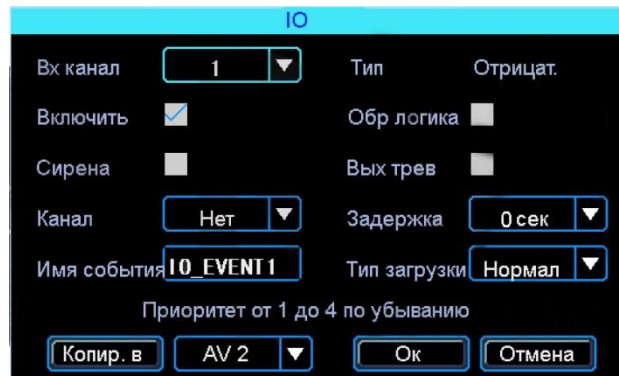 IO
Вх канал 1 Тип Отрицат.
Включить Обр логика
Сирена Вых трев
Канал Нет Задержка 0 сек
Имя события IO_EVENT1 Тип загрузки Нормал
Приоритет от 1 до 4 по убыванию
Копир. в AV 2 Ок Отмена